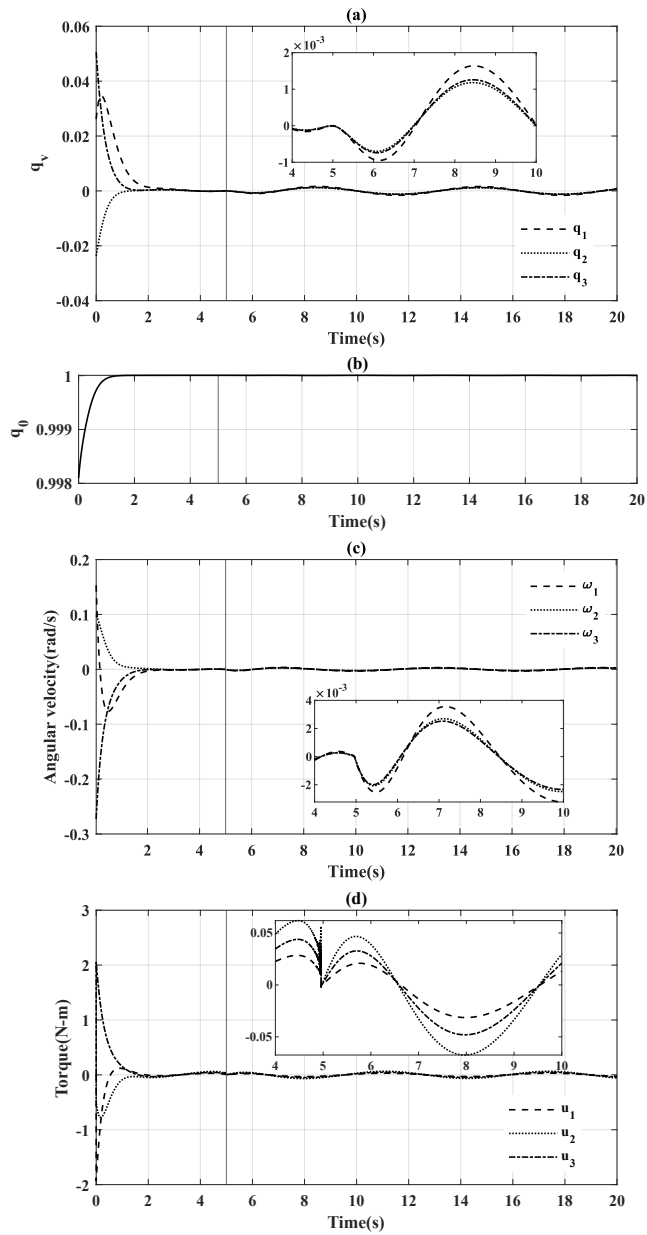 (a)
0.06
0.04
0.02
0
-0.02
-0.04
q_v
×10^-3
2
1
0
-1
4 5 6 7 8 9 10
q_1
q_2
q_3
0 2 4 6 8 10 12 14 16 18 20
Time(s)
(b)
1
0.999
0.998
q_0
0 2 4 6 8 10 12 14 16 18 20
Time(s)
(c)
0.2
0.1
0
-0.1
-0.2
-0.3
Angular velocity(rad/s)
ω_1
ω_2
ω_3
×10^-3
4
2
0
-2
4 5 6 7 8 9 10
2 4 6 8 10 12 14 16 18 20
Time(s)
(d)
3
2
1
0
-1
-2
Torque(N-m)
0.05
0
-0.05
4 5 6 7 8 9 10
u_1
u_2
u_3
0 2 4 6 8 10 12 14 16 18 20
Time(s)